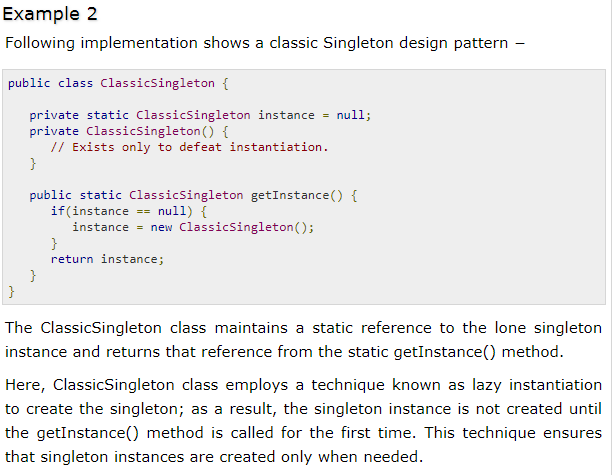 Example 2
Following implementation shows a classic Singleton design pattern −
public class ClassicSingleton {
private static ClassicSingleton instance = null;
private ClassicSingleton() {
// Exists only to defeat instantiation.
}
public static ClassicSingleton getInstance() {
if(instance == null) {
instance = new ClassicSingleton();
}
return instance;
}
}
The ClassicSingleton class maintains a static reference to the lone singleton
instance and returns that reference from the static getInstance() method.
Here, ClassicSingleton class employs a technique known as lazy instantiation
to create the singleton; as a result, the singleton instance is not created until
the getInstance() method is called for the first time. This technique ensures
that singleton instances are created only when needed.